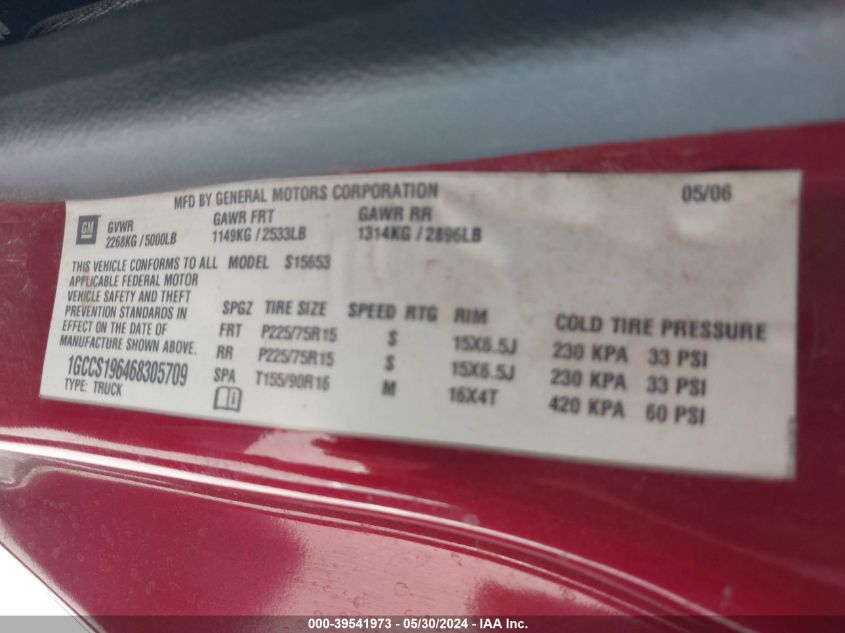 MFD BY GENERAL MOTORS CORPORATION 05/06
GM
GVWR GAWR FRT GAWR RR
2268KG / 5000LB 1149KG / 2533LB 1314KG / 2896LB
THIS VEHICLE CONFORMS TO ALL MODEL S15653
APPLICABLE FEDERAL MOTOR
VEHICLE SAFETY AND THEFT
PREVENTION STANDARDS IN
EFFECT ON THE DATE OF
MANUFACTURE SHOWN ABOVE.
1GCCS196468305709
TYPE: TRUCK
SPGZ TIRE SIZE SPEED RTG RIM COLD TIRE PRESSURE
FRT P225/75R15 S 15X6.5J 230 KPA 33 PSI
RR P225/75R15 S 15X6.5J 230 KPA 33 PSI
SPA T155/90R16 M 16X4T 420 KPA 60 PSI
000-39541973 - 05/30/2024 - IAA Inc.